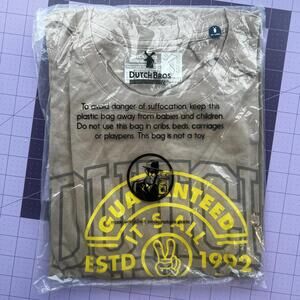 DUTCH BROS
To avoid danger of suffocation, keep this
plastic bag away from babies and children.
Do not use this bag in cribs, beds, carriages
or playpens. This bag is not a toy.
GUARANTEED
IT'S ALL
ESTD 1992